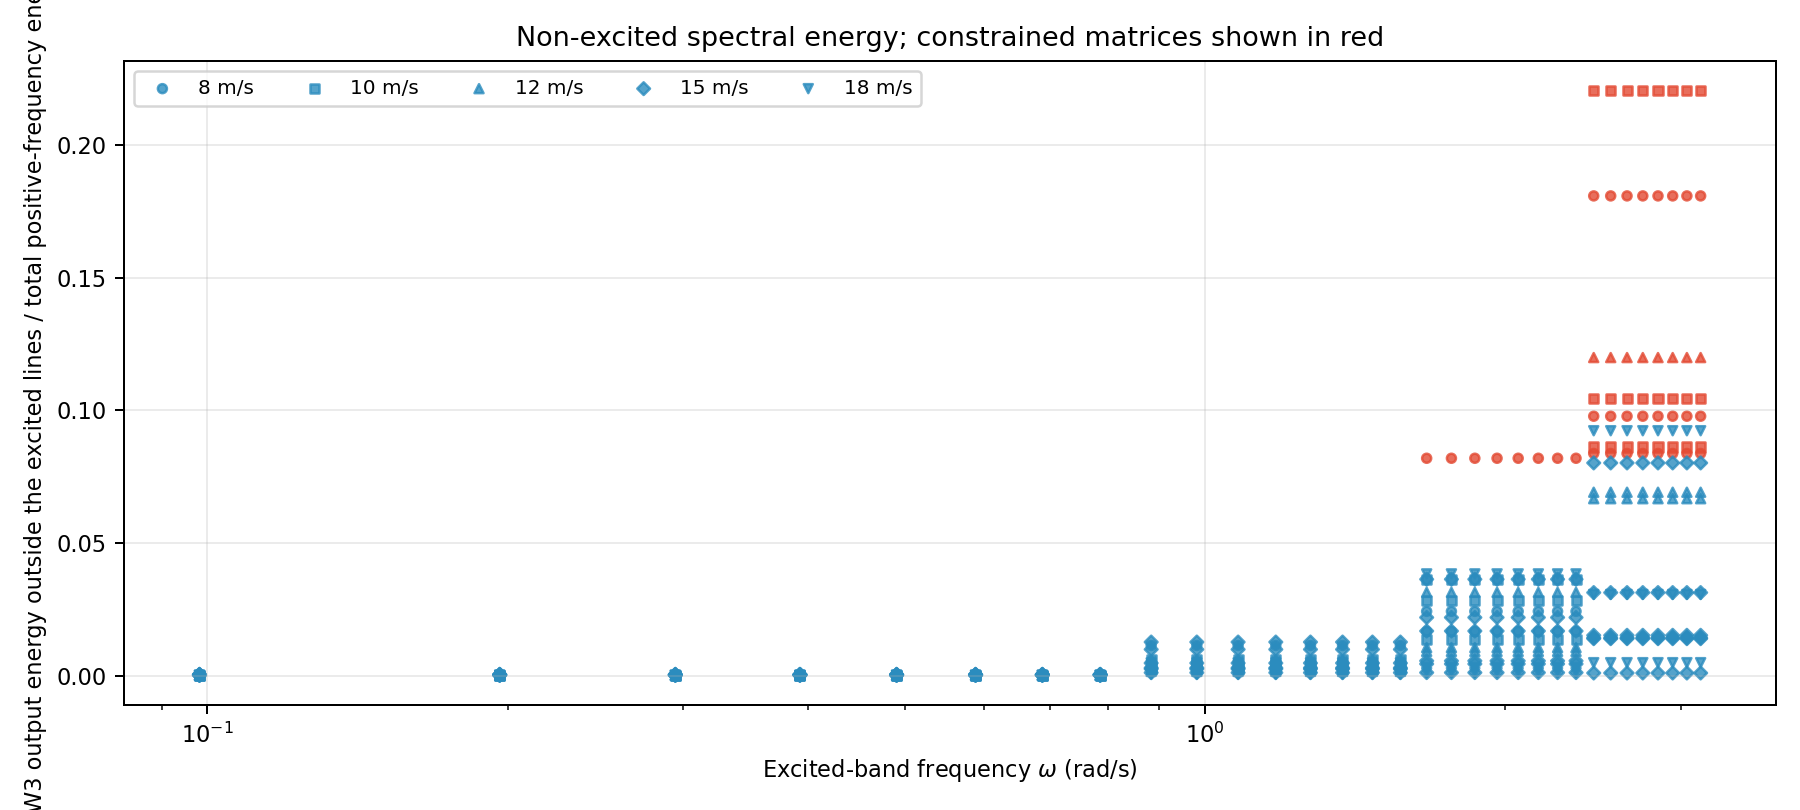 Non-excited spectral energy; constrained matrices shown in red
8 m/s 10 m/s 12 m/s 15 m/s 18 m/s
W3 output energy outside the excited lines / total positive-frequency
0.20
0.15
0.10
0.05
0.00
10⁻¹ 10⁰
Excited-band frequency ω (rad/s)